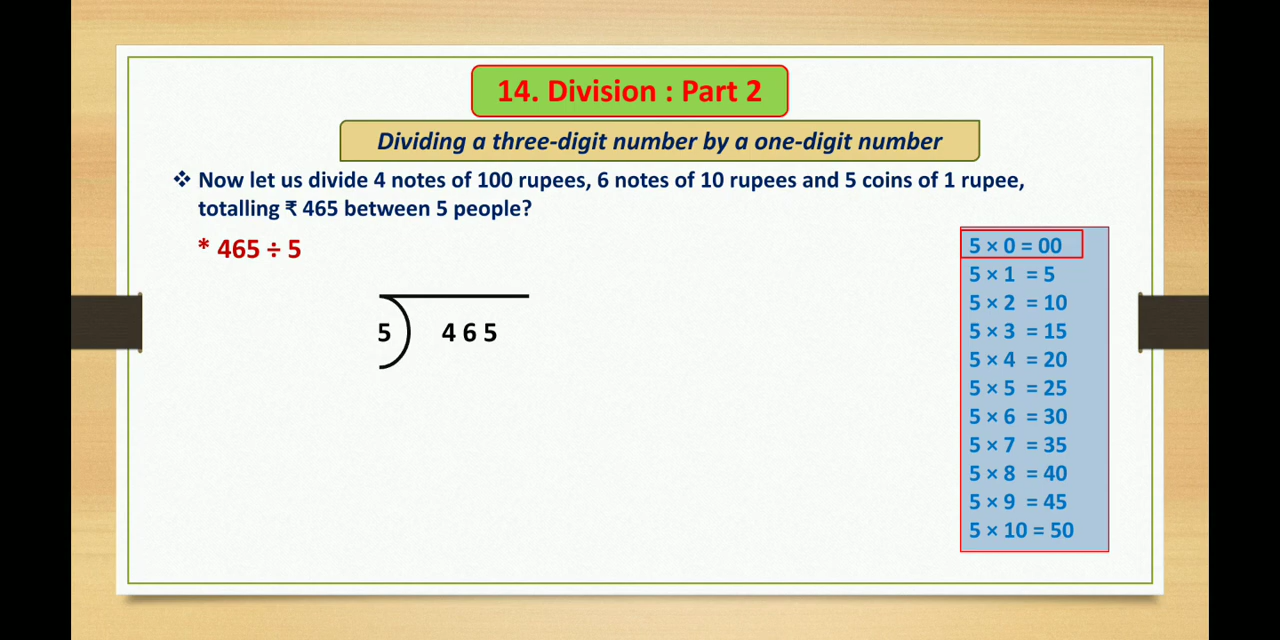 14. Division : Part 2
Dividing a three-digit number by a one-digit number
❖ Now let us divide 4 notes of 100 rupees, 6 notes of 10 rupees and 5 coins of 1 rupee,
totalling ₹ 465 between 5 people?
* 465 ÷ 5
5 4 6 5
5 × 0 = 00
5 × 1 = 5
5 × 2 = 10
5 × 3 = 15
5 × 4 = 20
5 × 5 = 25
5 × 6 = 30
5 × 7 = 35
5 × 8 = 40
5 × 9 = 45
5 × 10 = 50